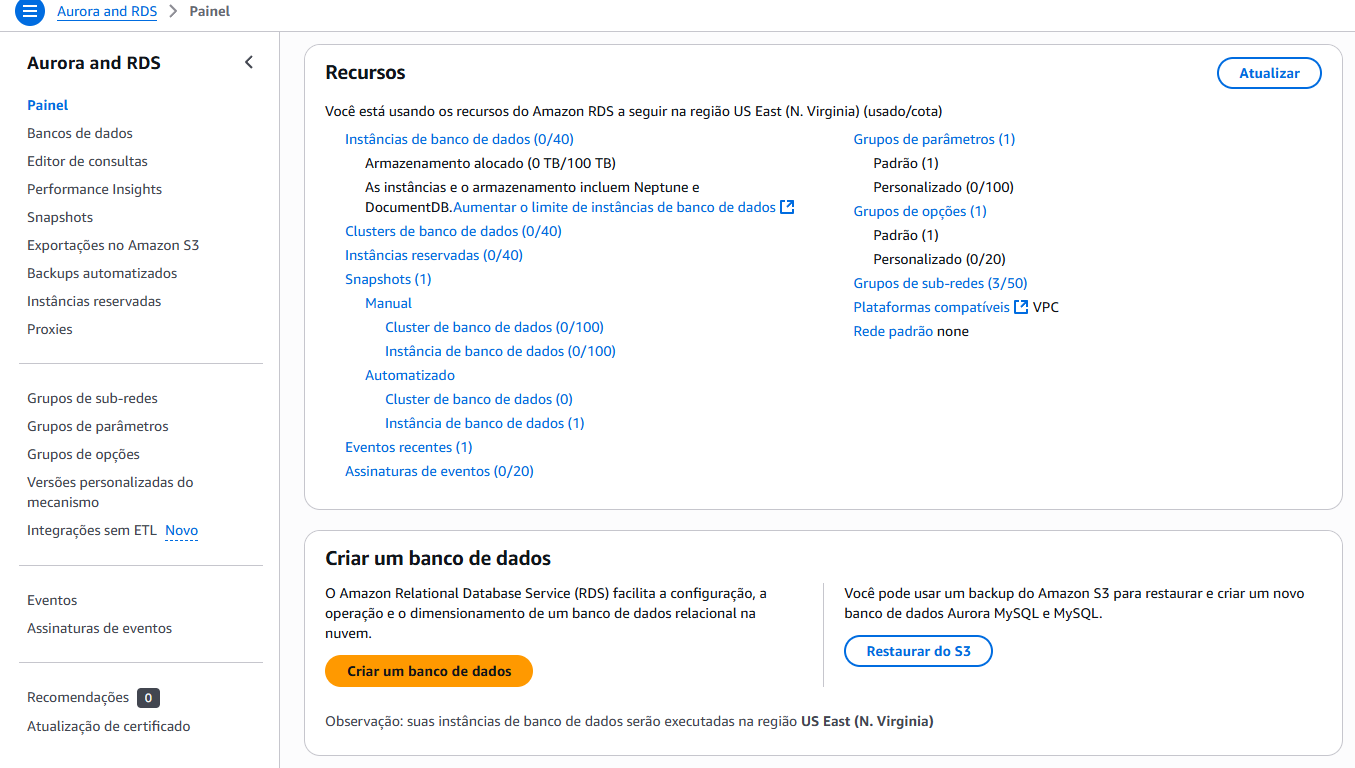 Aurora and RDS > Painel
Aurora and RDS
Painel
Bancos de dados
Editor de consultas
Performance Insights
Snapshots
Exportações no Amazon S3
Backups automatizados
Instâncias reservadas
Proxies
Grupos de sub-redes
Grupos de parâmetros
Grupos de opções
Versões personalizadas do
mecanismo
Integrações sem ETL Novo
Eventos
Assinaturas de eventos
Recomendações 0
Atualização de certificado
Recursos
Atualizar
Você está usando os recursos do Amazon RDS a seguir na região US East (N. Virginia) (usado/cota)
Instâncias de banco de dados (0/40)
Armazenamento alocado (0 TB/100 TB)
As instâncias e o armazenamento incluem Neptune e
DocumentDB.Aumentar o limite de instâncias de banco de dados
Clusters de banco de dados (0/40)
Instâncias reservadas (0/40)
Snapshots (1)
Manual
Cluster de banco de dados (0/100)
Instância de banco de dados (0/100)
Automatizado
Cluster de banco de dados (0)
Instância de banco de dados (1)
Eventos recentes (1)
Assinaturas de eventos (0/20)
Grupos de parâmetros (1)
Padrão (1)
Personalizado (0/100)
Grupos de opções (1)
Padrão (1)
Personalizado (0/20)
Grupos de sub-redes (3/50)
Plataformas compatíveis VPC
Rede padrão none
Criar um banco de dados
O Amazon Relational Database Service (RDS) facilita a configuração, a
operação e o dimensionamento de um banco de dados relacional na
nuvem.
Criar um banco de dados
Você pode usar um backup do Amazon S3 para restaurar e criar um novo
banco de dados Aurora MySQL e MySQL.
Restaurar do S3
Observação: suas instâncias de banco de dados serão executadas na região US East (N. Virginia)